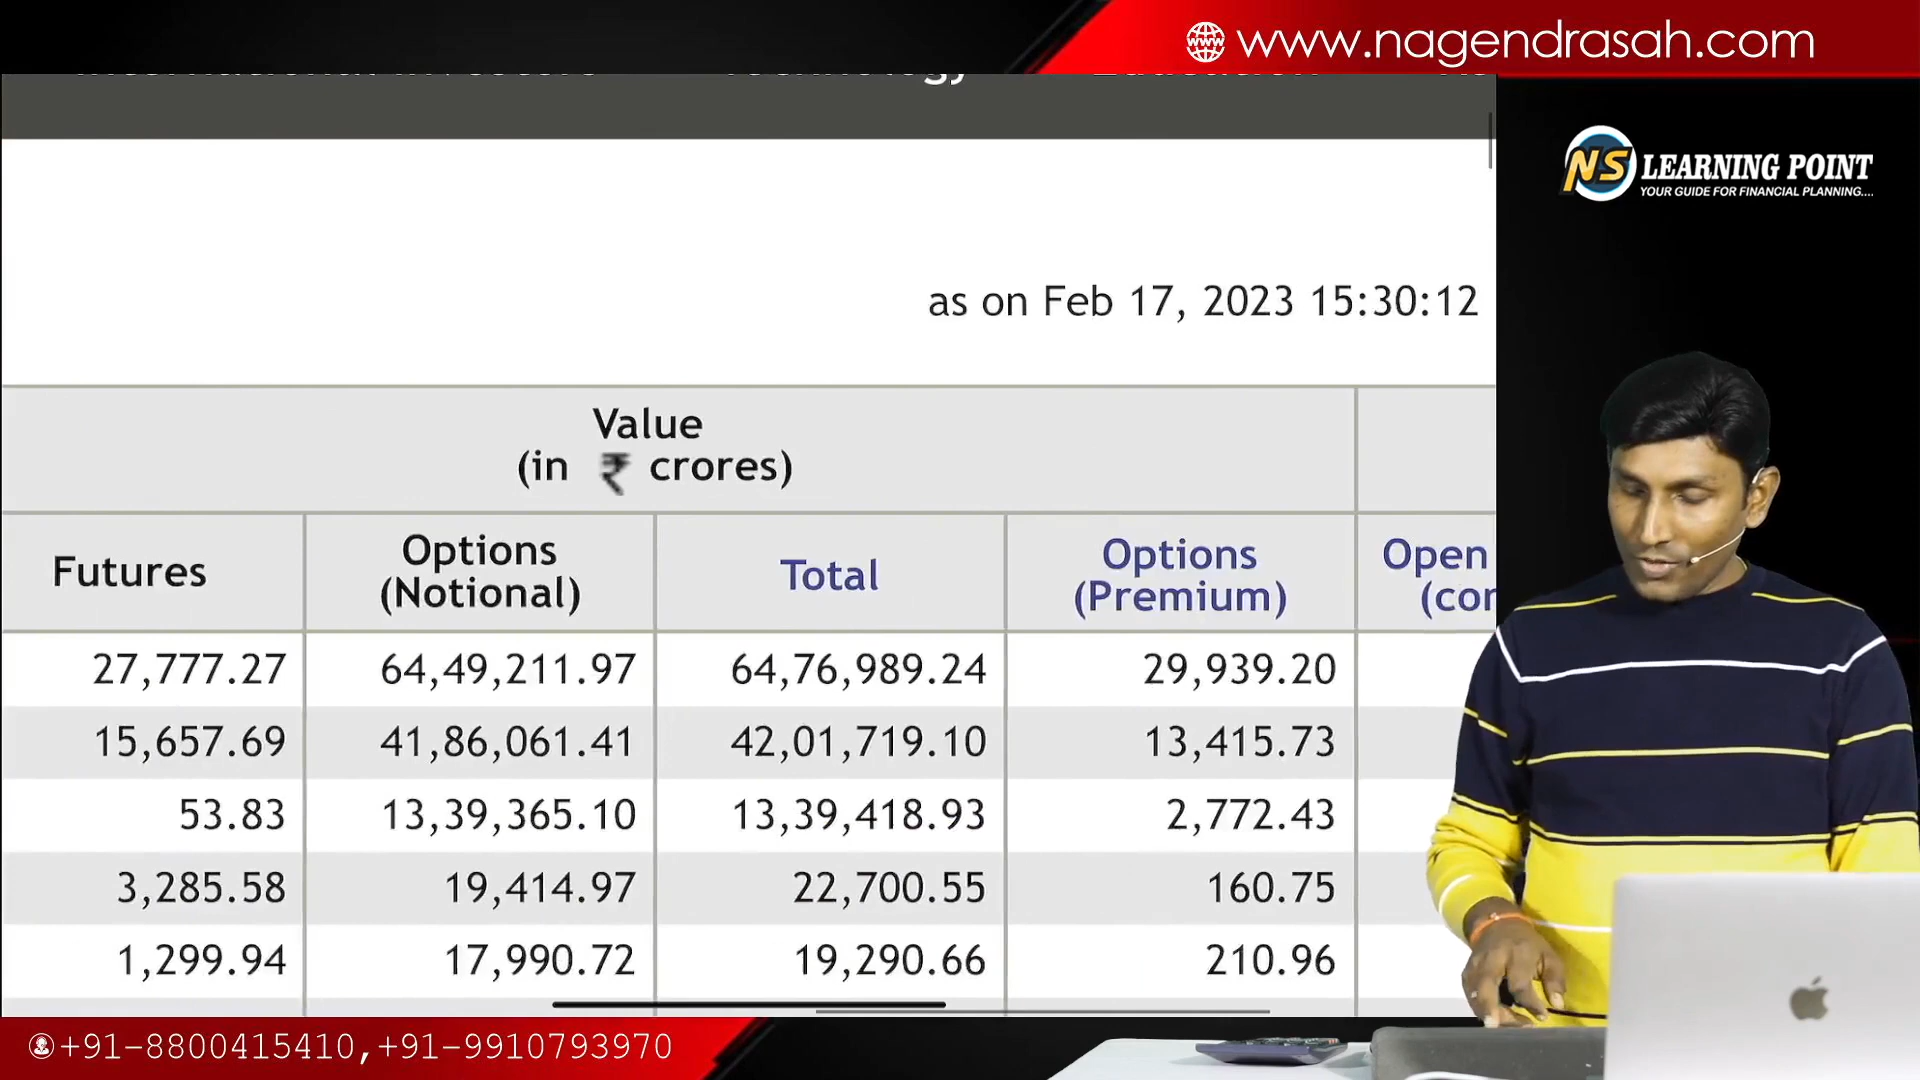 www.nagendrasah.com
NS LEARNING POINT
YOUR GUIDE FOR FINANCIAL PLANNING....
as on Feb 17, 2023 15:30:12
Value
(in ₹ crores)
Futures
Options
(Notional)
Total
Options
(Premium)
Open
27,777.27 64,49,211.97 64,76,989.24 29,939.20
15,657.69 41,86,061.41 42,01,719.10 13,415.73
53.83 13,39,365.10 13,39,418.93 2,772.43
3,285.58 19,414.97 22,700.55 160.75
1,299.94 17,990.72 19,290.66 210.96
+91-8800415410,+91-9910793970